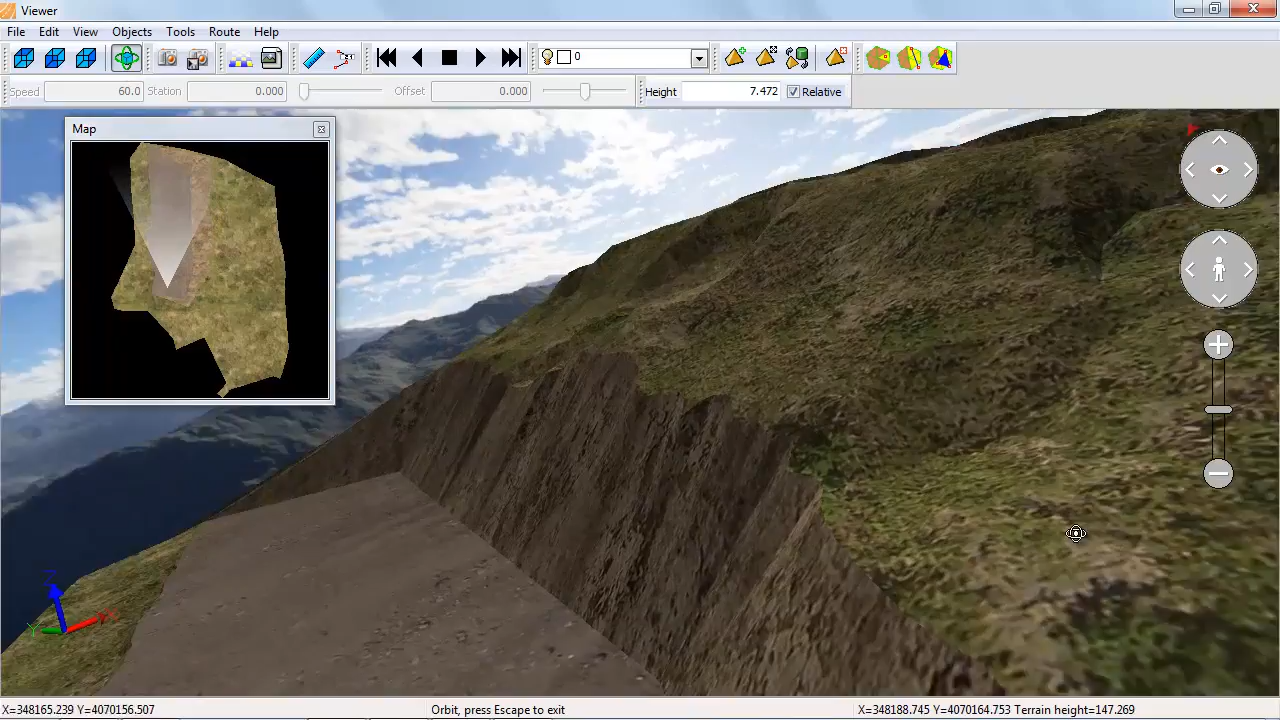 Viewer
File Edit View Objects Tools Route Help
0
Speed 60.0 Station 0.000 Offset 0.000 Height 7.472 Relative
Map
Z
X
Y
X=348165.239 Y=4070156.507 Orbit, press Escape to exit X=348188.745 Y=4070164.753 Terrain height=147.269